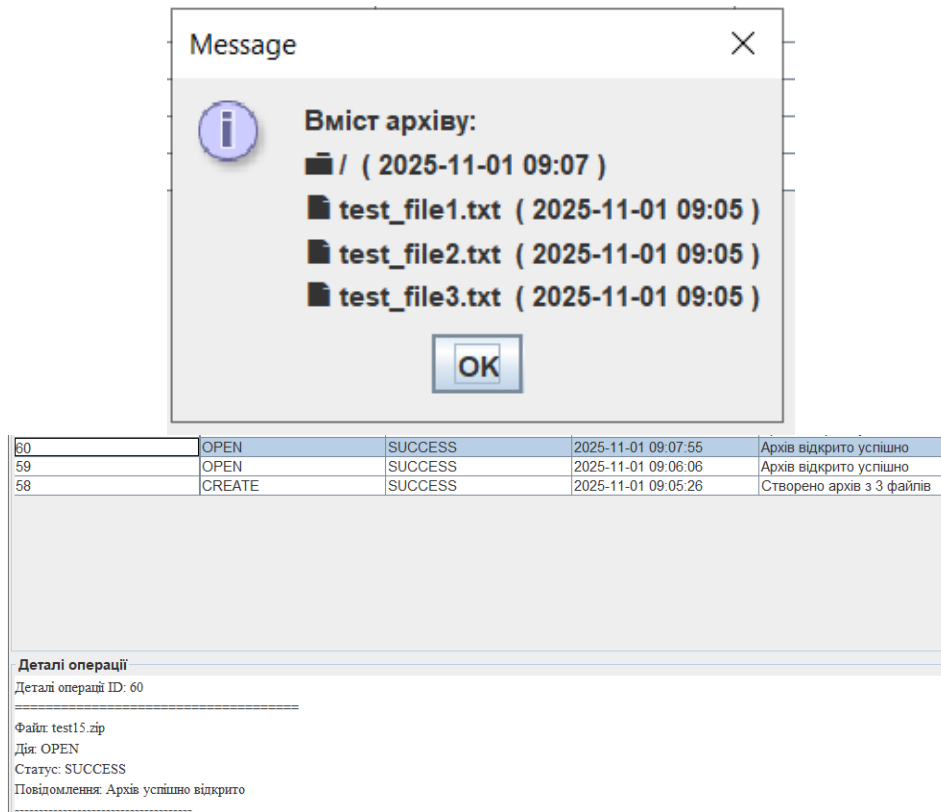 Message
Вміст архіву:
/ ( 2025-11-01 09:07 )
test_file1.txt ( 2025-11-01 09:05 )
test_file2.txt ( 2025-11-01 09:05 )
test_file3.txt ( 2025-11-01 09:05 )
OK
60 OPEN SUCCESS 2025-11-01 09:07:55 Архів відкрито успішно
59 OPEN SUCCESS 2025-11-01 09:06:06 Архів відкрито успішно
58 CREATE SUCCESS 2025-11-01 09:05:26 Створено архів з 3 файлів
Деталі операції
Деталі операції ID: 60
=====================================
Файл: test15.zip
Дія: OPEN
Статус: SUCCESS
Повідомлення: Архів успішно відкрито
-------------------------------------